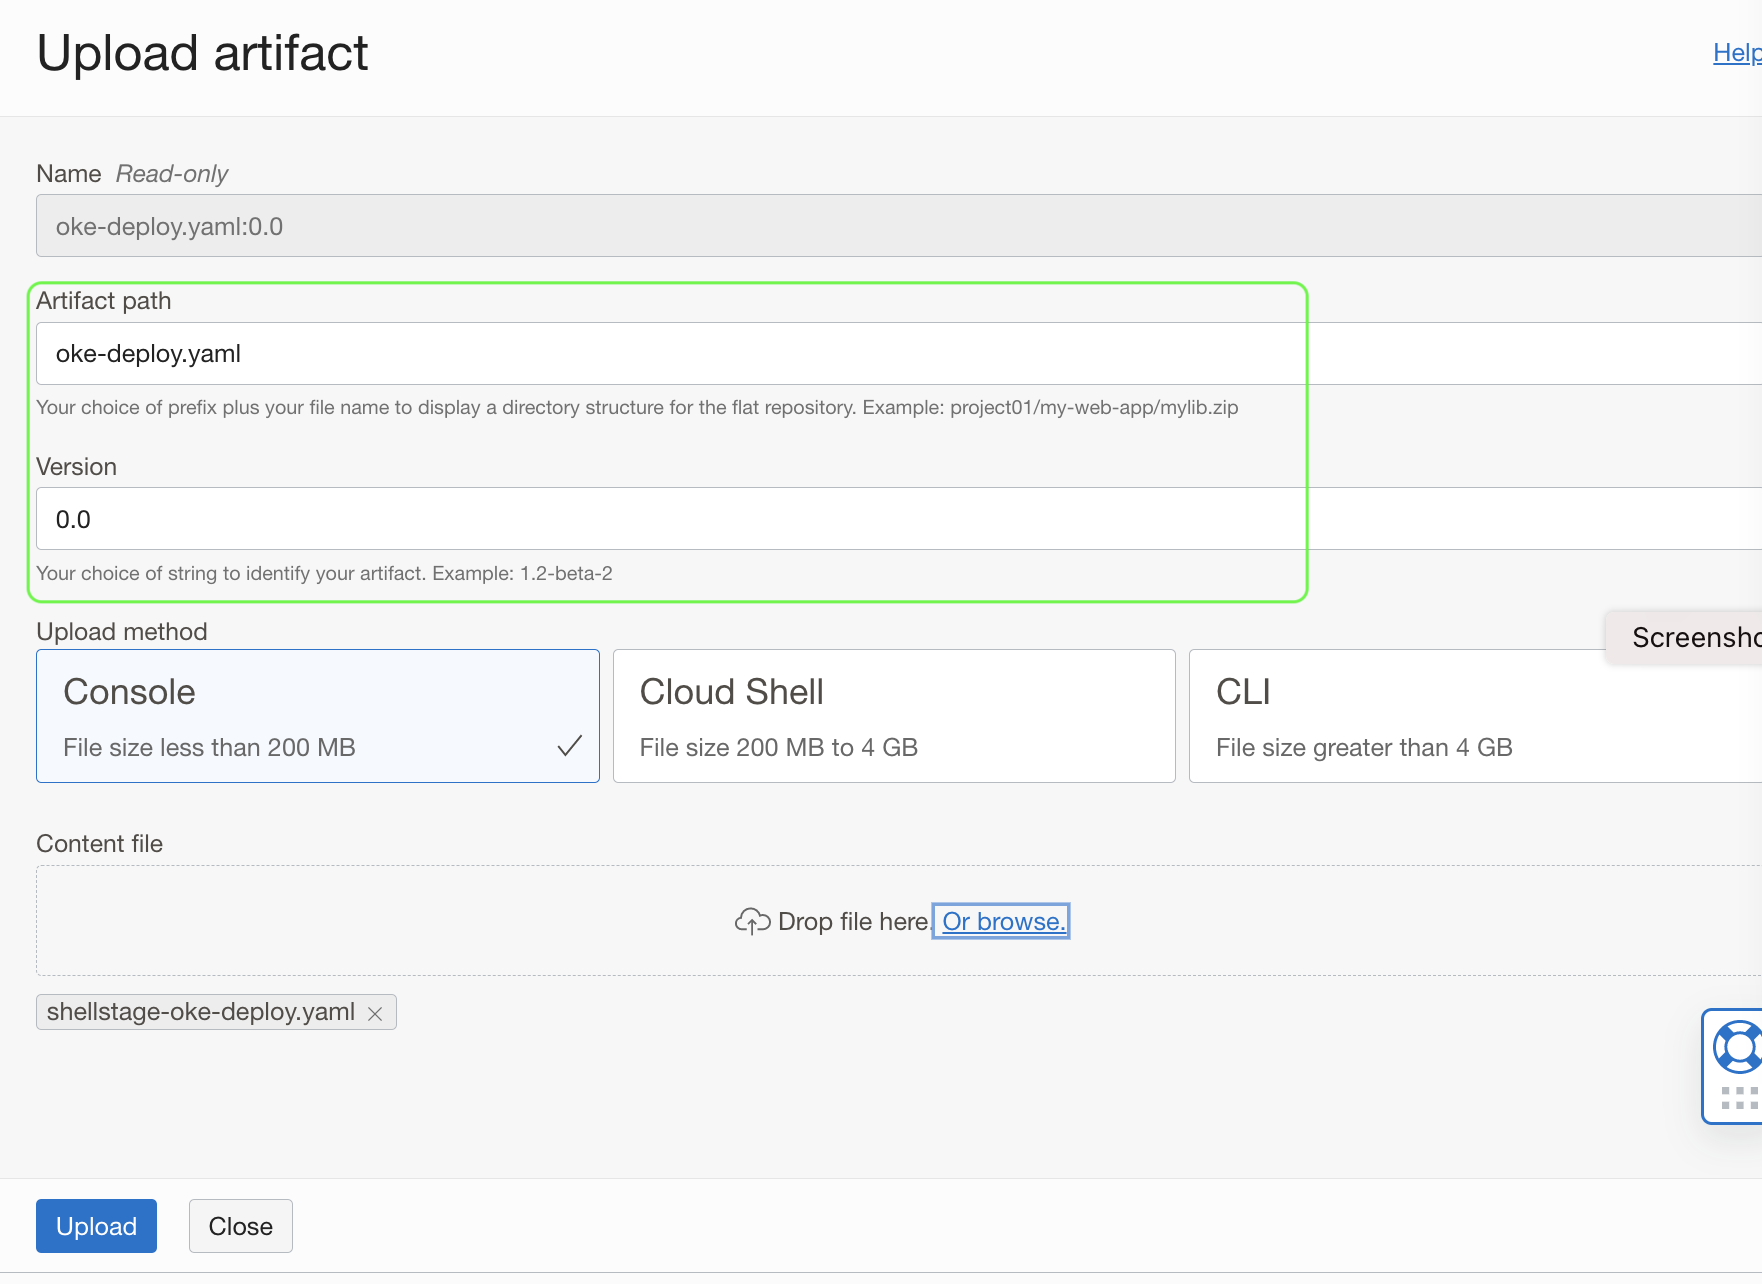 Upload artifact
Help
Name Read-only
oke-deploy.yaml:0.0
Artifact path
oke-deploy.yaml
Your choice of prefix plus your file name to display a directory structure for the flat repository. Example: project01/my-web-app/mylib.zip
Version
0.0
Your choice of string to identify your artifact. Example: 1.2-beta-2
Upload method
Screensho
Console
Cloud Shell
CLI
File size less than 200 MB
File size 200 MB to 4 GB
File size greater than 4 GB
Content file
Drop file here. Or browse.
shellstage-oke-deploy.yaml
Upload
Close